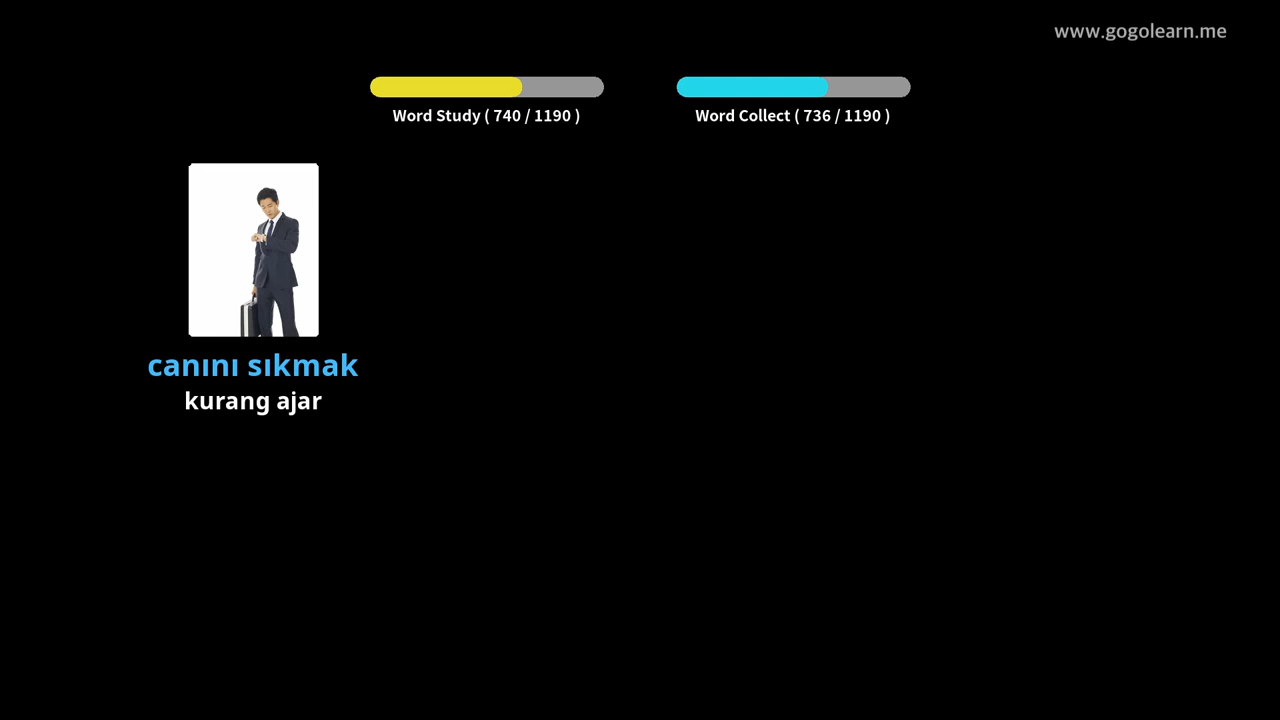 www.gogolearn.me
Word Study ( 740 / 1190 )
Word Collect ( 736 / 1190 )
canını sıkmak
kurang ajar